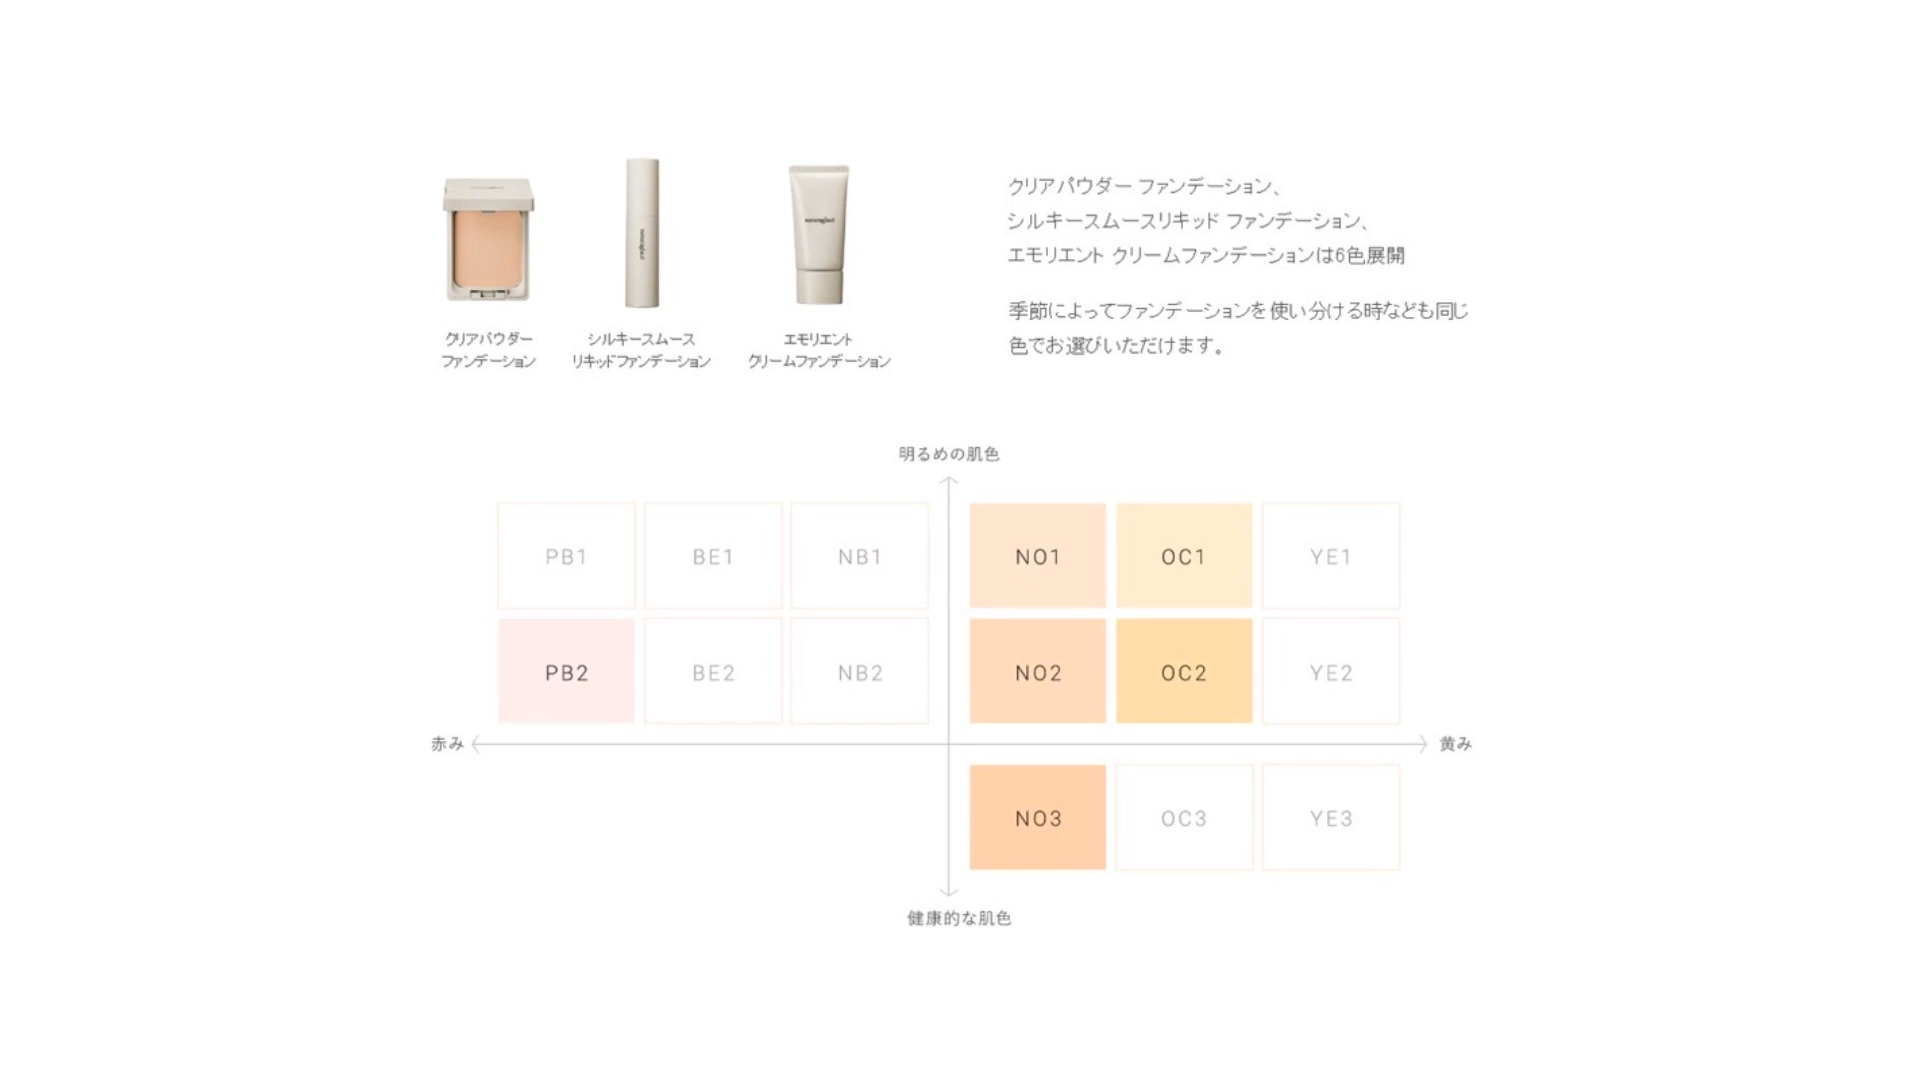 naturaglacé
クリアパウダー
ファンデーション
シルキースムース
リキッドファンデーション
エモリエント
クリームファンデーション
クリアパウダー ファンデーション、
シルキースムースリキッド ファンデーション、
エモリエント クリームファンデーションは6色展開
季節によってファンデーションを使い分ける時なども同じ
色でお選びいただけます。
明るめの肌色
PB1 BE1 NB1 NO1 OC1 YE1
PB2 BE2 NB2 NO2 OC2 YE2
赤み 黄み
NO3 OC3 YE3
健康的な肌色